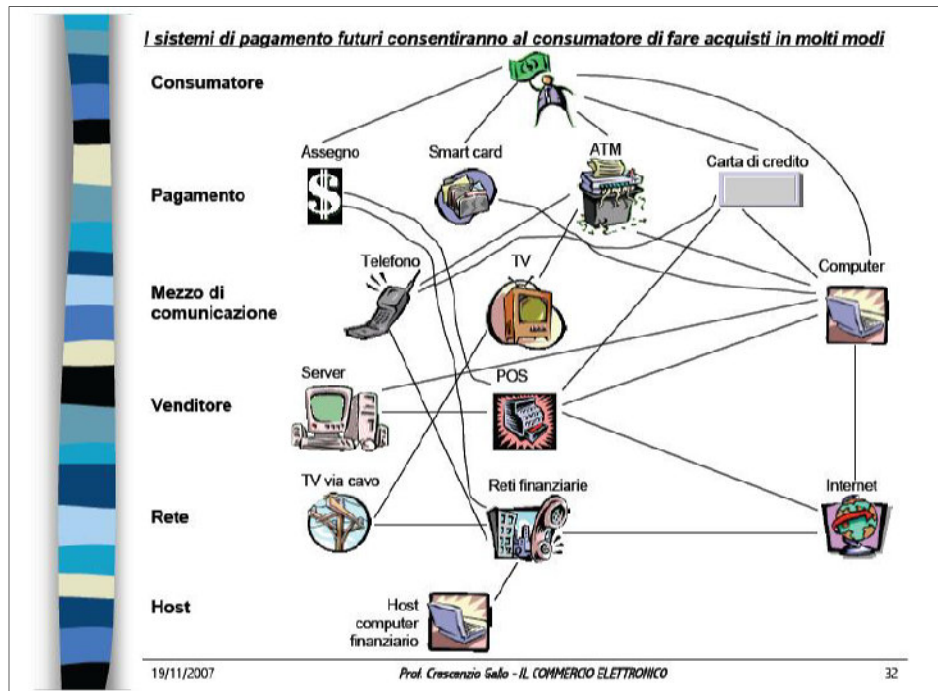 I sistemi di pagamento futuri consentiranno al consumatore di fare acquisti in molti modi
Consumatore
Assegno
Smart card
ATM
Carta di credito
Pagamento
$
Telefono
TV
Computer
Mezzo di
comunicazione
Server
POS
Venditore
TV via cavo
Reti finanziarie
Internet
Rete
Host
Host
computer
finanziario
19/11/2007
Prof. Crescenzio Gallo - IL COMMERCIO ELETTRONICO
32